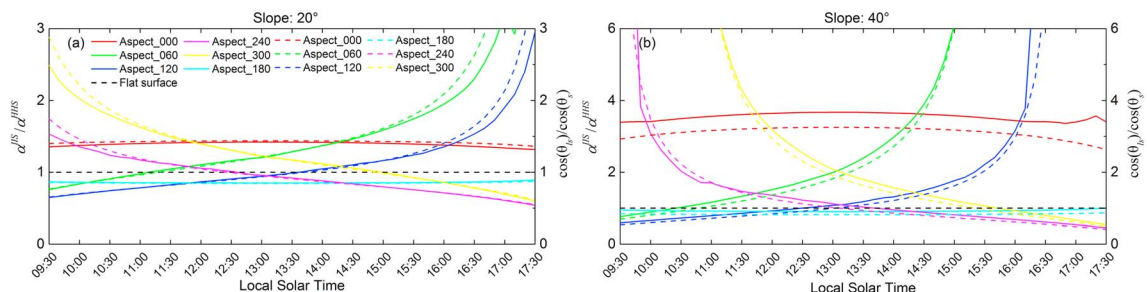 Slope: 20°
(a)
Aspect_000 Aspect_240 Aspect_000 Aspect_180
Aspect_060 Aspect_300 Aspect_060 Aspect_240
Aspect_120 Aspect_180 Aspect_120 Aspect_300
Flat surface
3
2
1
0
α^IIS / α^HHS
3
2
1
0
cos(θ_ls)/cos(θ_s)
09:30 10:00 10:30 11:00 11:30 12:00 12:30 13:00 13:30 14:00 14:30 15:00 15:30 16:00 16:30 17:00 17:30
Local Solar Time
Slope: 40°
(b)
6
4
2
0
α^IIS / α^HHS
6
4
2
0
cos(θ_ls)/cos(θ_s)
09:30 10:00 10:30 11:00 11:30 12:00 12:30 13:00 13:30 14:00 14:30 15:00 15:30 16:00 16:30 17:00 17:30
Local Solar Time